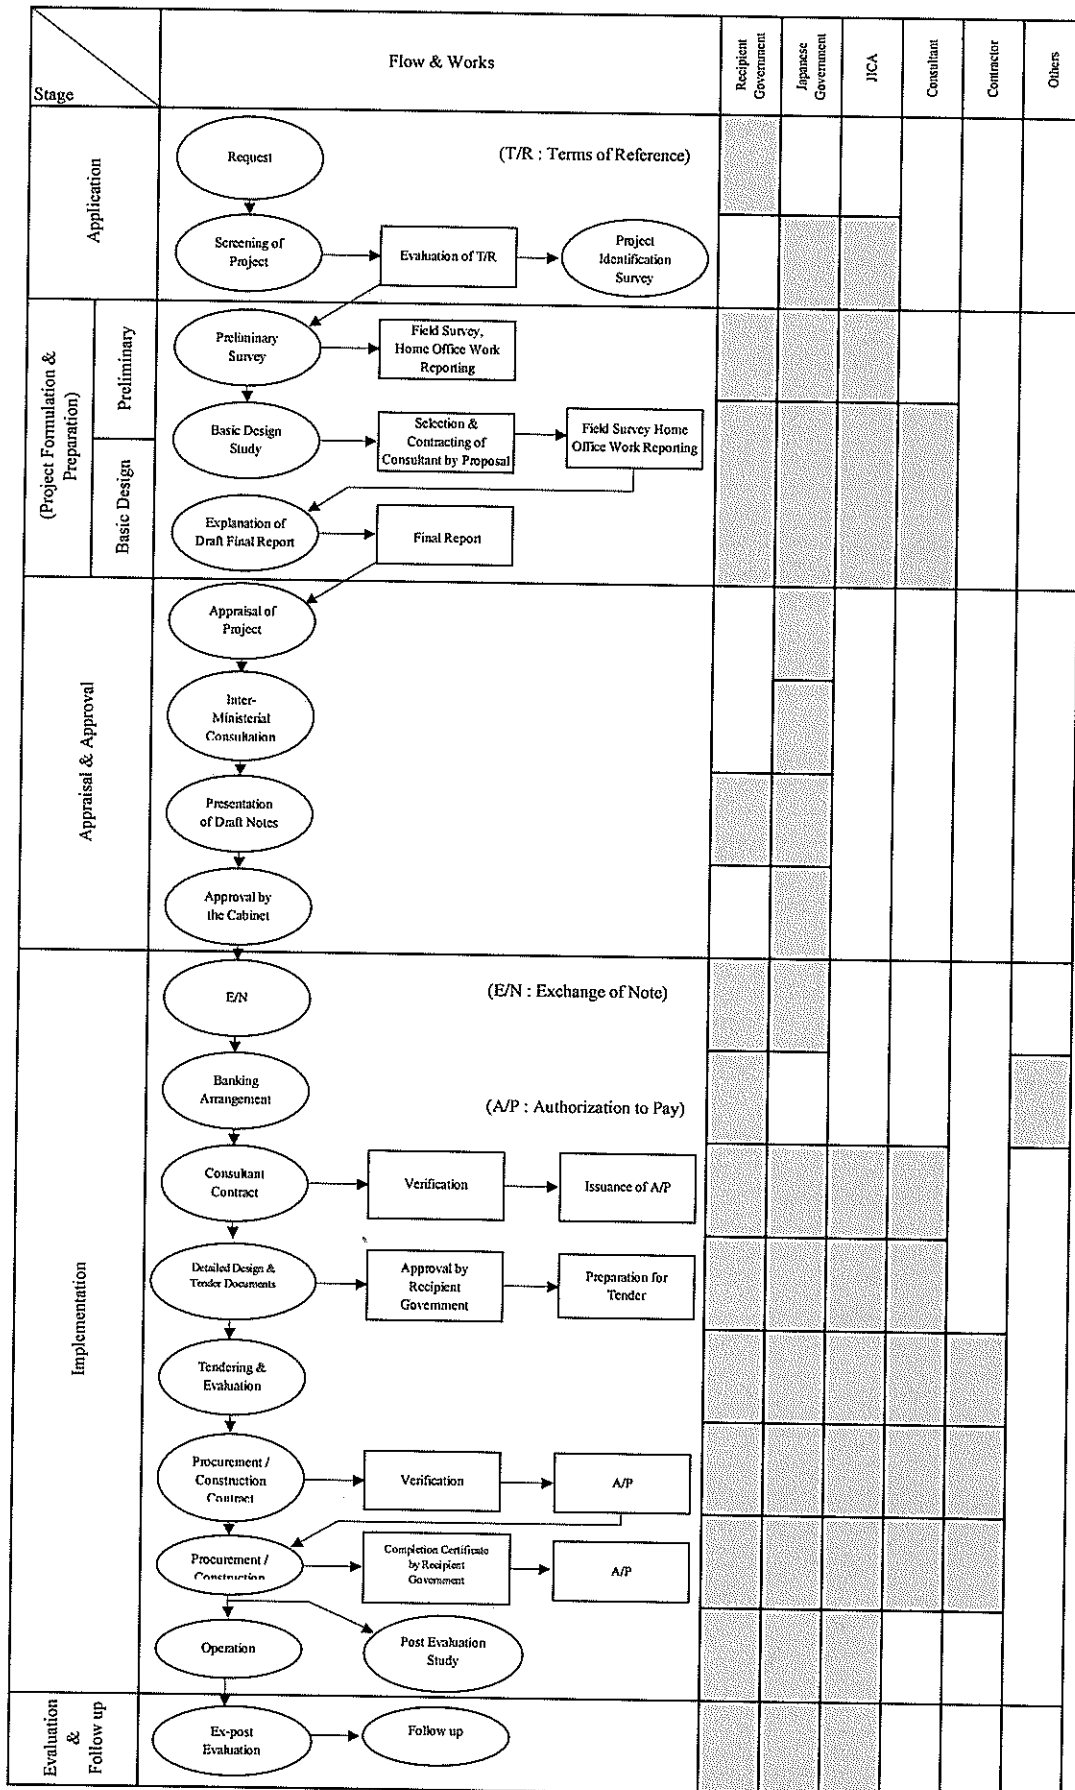 Stage
Flow & Works
Recipient
Government
Japanese
Government
JICA
Consultant
Contractor
Others
Application
Request
(T/R : Terms of Reference)
Screening of
Project
Evaluation of T/R
Project
Identification
Survey
(Project Formulation &
Preparation)
Preliminary
Preliminary
Survey
Field Survey,
Home Office Work
Reporting
Basic Design
Basic Design
Study
Selection &
Contracting of
Consultant by Proposal
Field Survey Home
Office Work Reporting
Explanation of
Draft Final Report
Final Report
Appraisal & Approval
Appraisal of
Project
Inter-
Ministerial
Consultation
Presentation
of Draft Notes
Approval by
the Cabinet
Implementation
E/N
(E/N : Exchange of Note)
Banking
Arrangement
(A/P : Authorization to Pay)
Consultant
Contract
Verification
Issuance of A/P
Detailed Design &
Tender Documents
Approval by
Recipient
Government
Preparation for
Tender
Tendering &
Evaluation
Procurement /
Construction
Contract
Verification
A/P
Procurement /
Construction
Completion Certificate
by Recipient
Government
A/P
Operation
Post Evaluation
Study
Evaluation
&
Follow up
Ex-post
Evaluation
Follow up